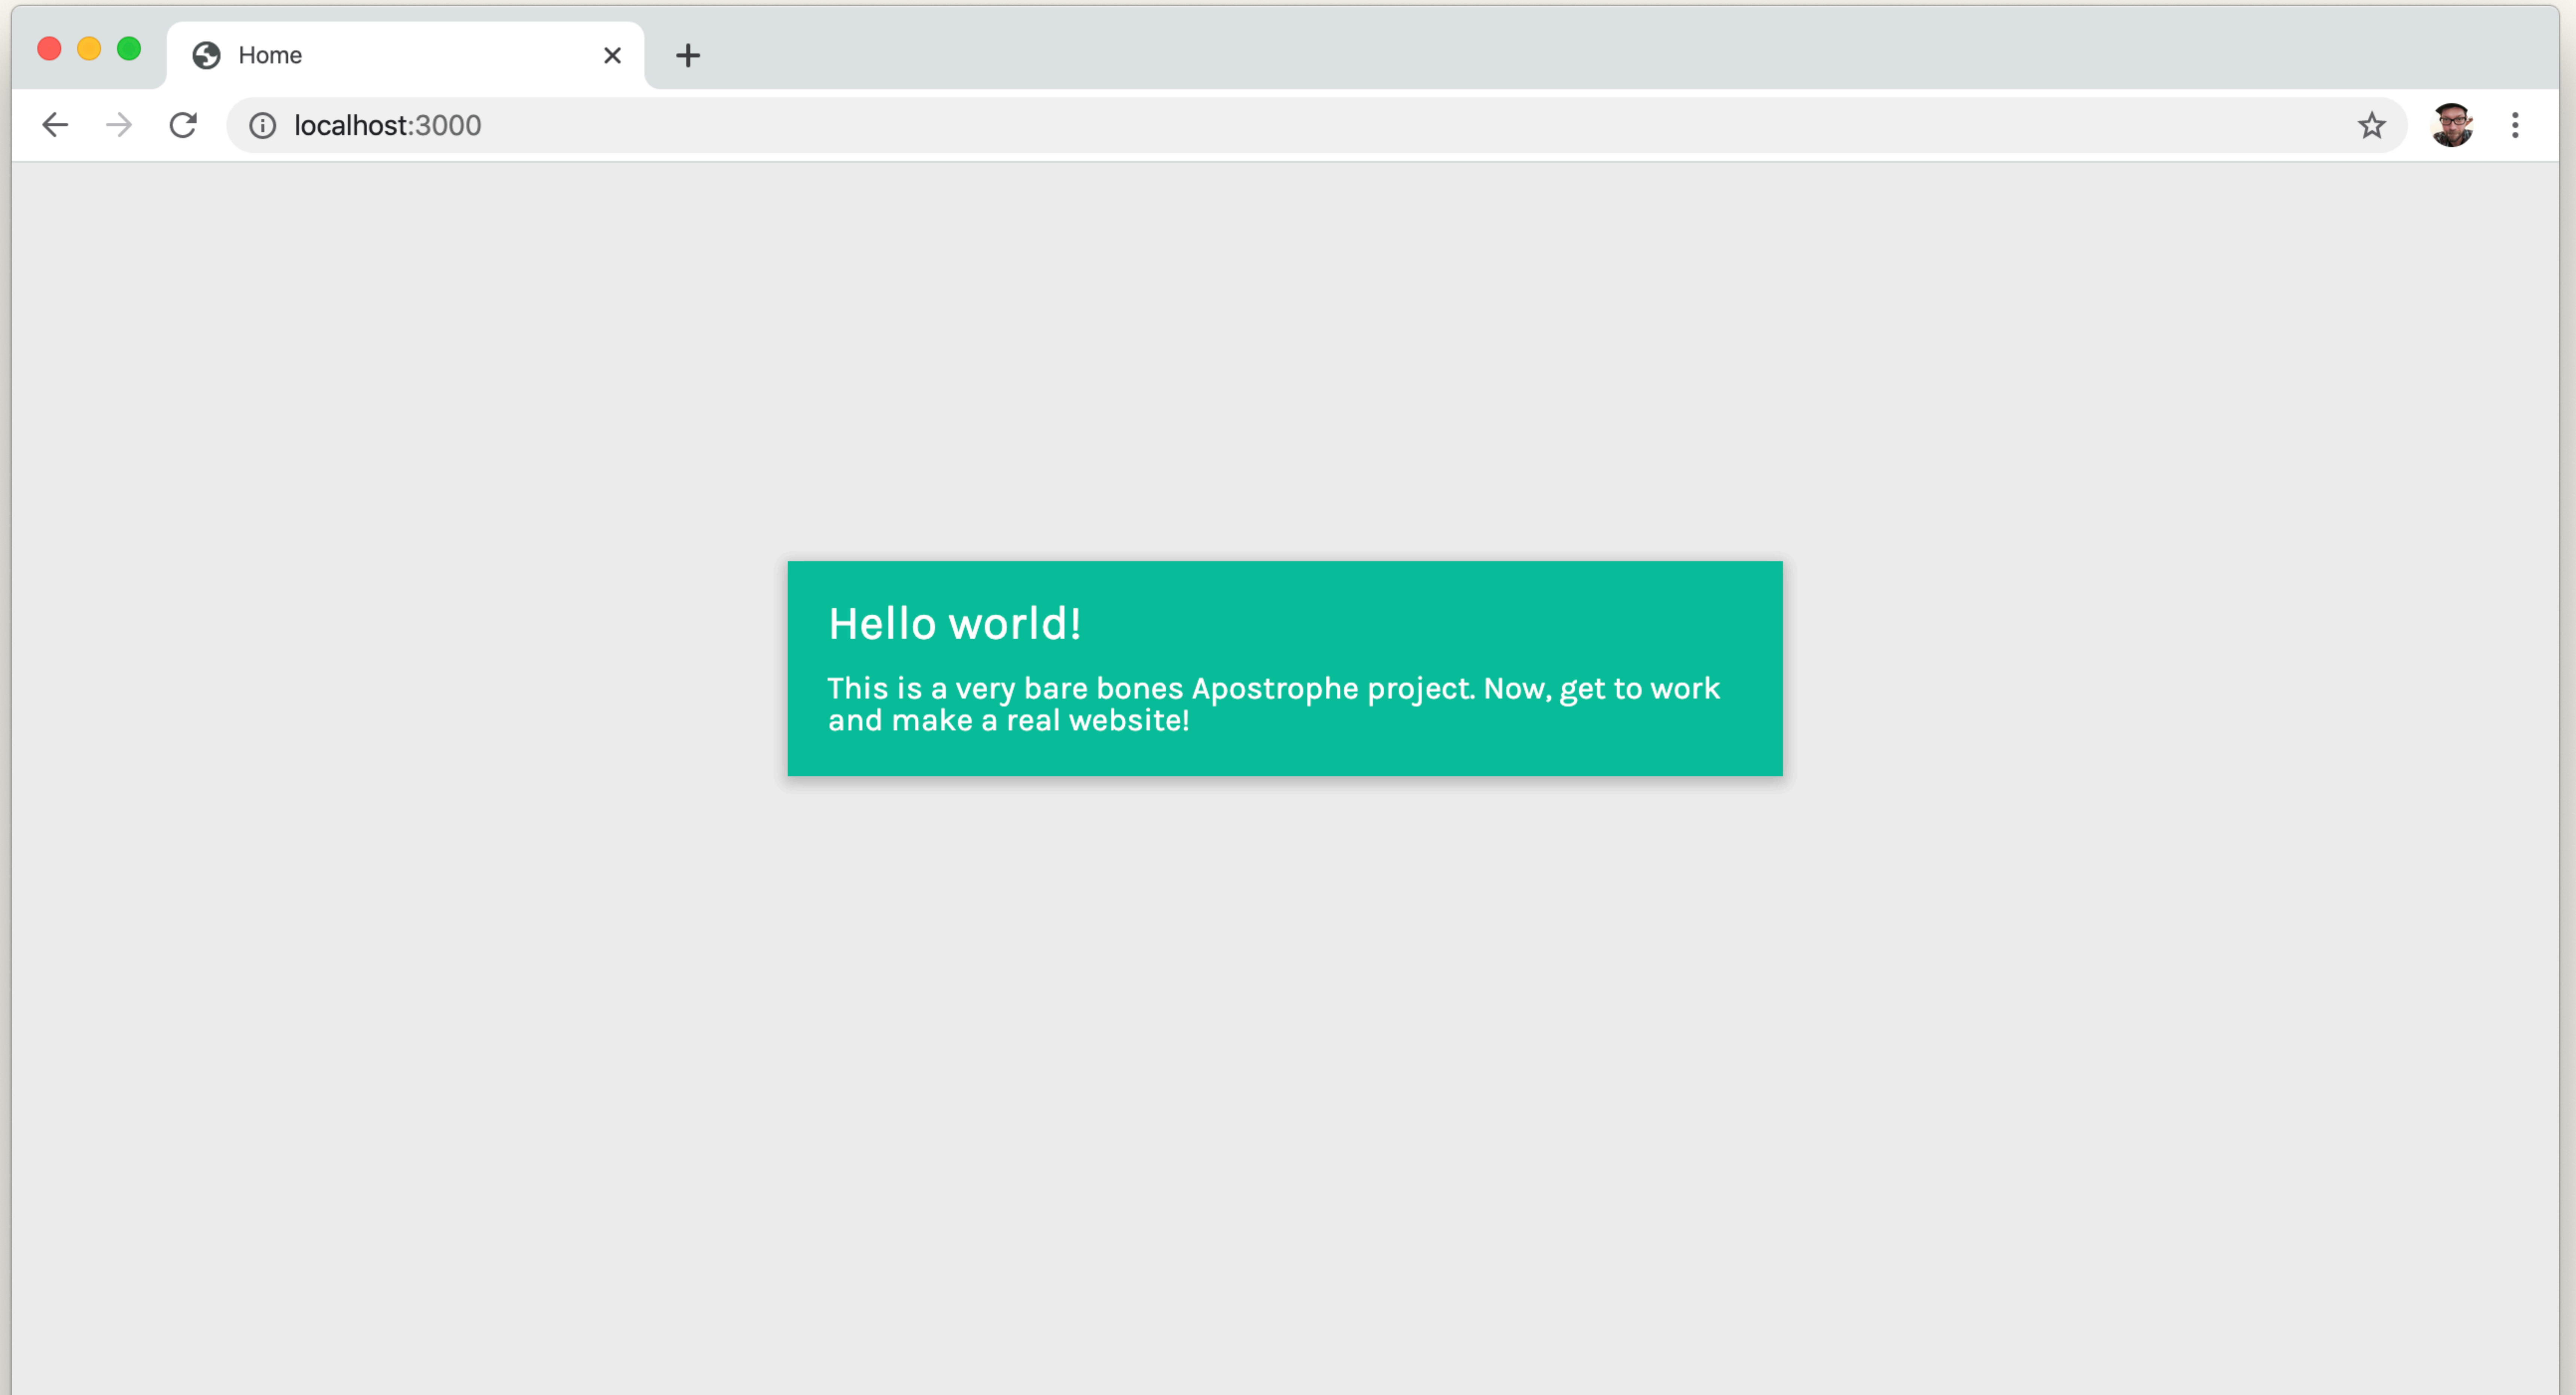 Home
localhost:3000
Hello world!
This is a very bare bones Apostrophe project. Now, get to work
and make a real website!